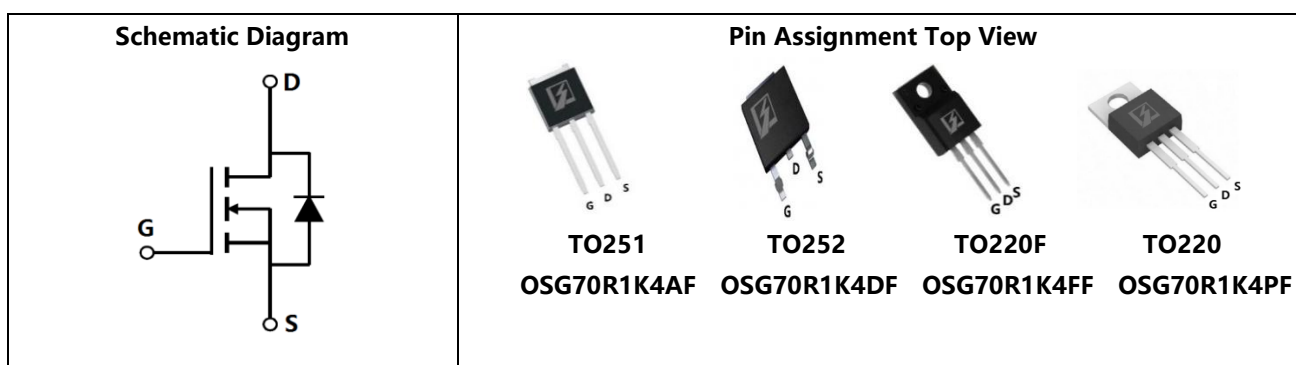 Schematic Diagram
D
G
S
Pin Assignment Top View
G D S
G D S
G D S
G D S
TO251 TO252 TO220F TO220
OSG70R1K4AF OSG70R1K4DF OSG70R1K4FF OSG70R1K4PF